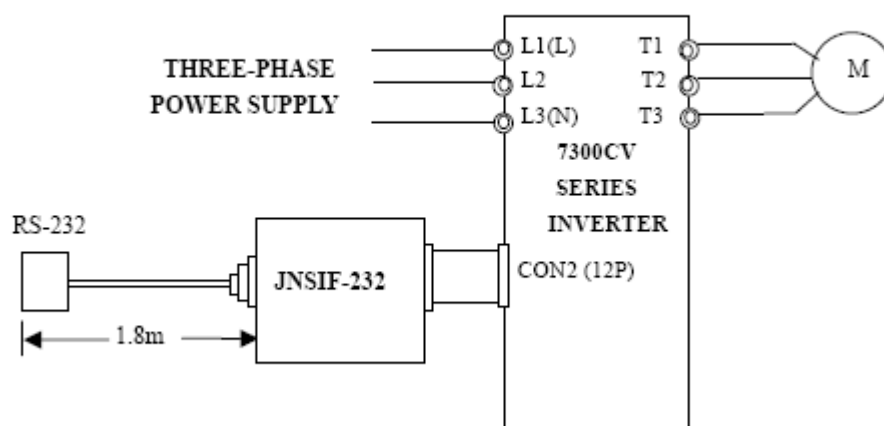 THREE-PHASE
POWER SUPPLY
L1(L)
L2
L3(N)
T1
T2
T3
M
7300CV
SERIES
INVERTER
RS-232
JNSIF-232
CON2 (12P)
1.8m